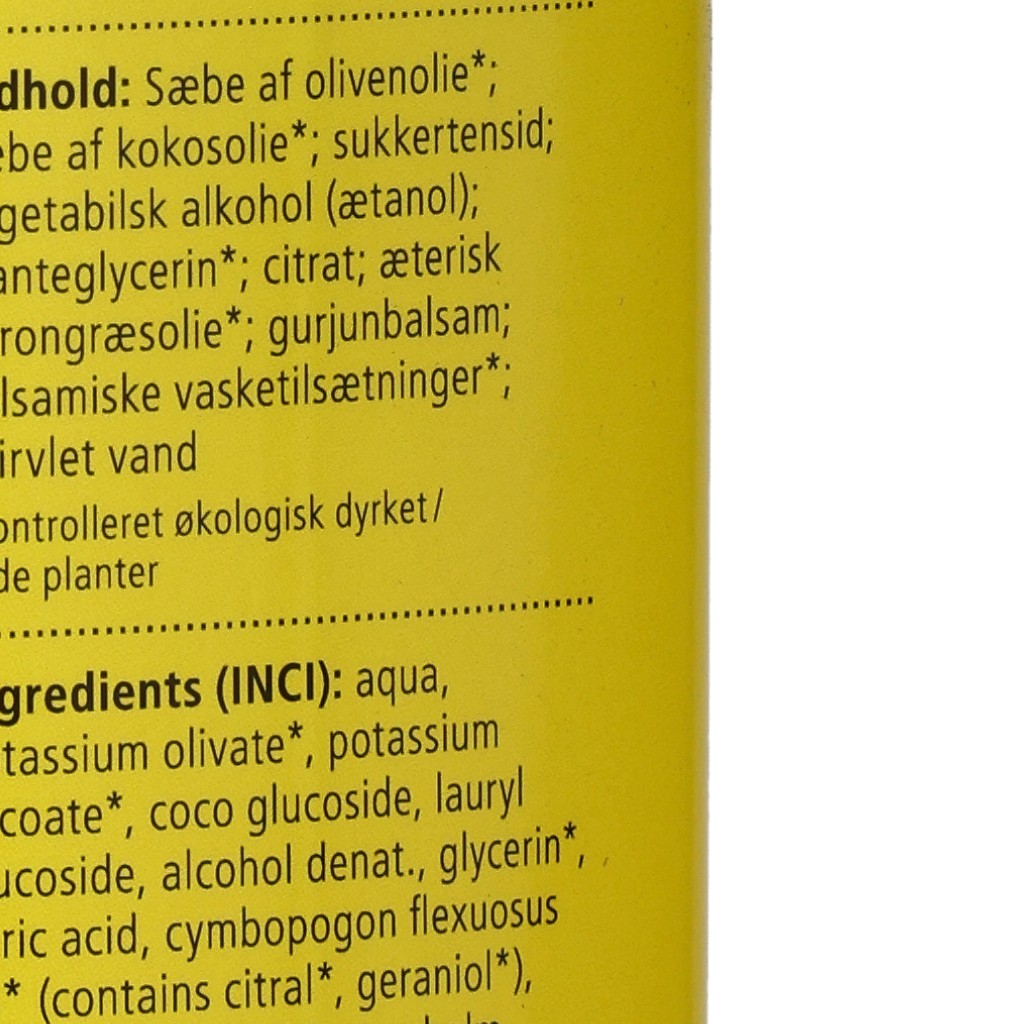 dhold: Sæbe af olivenolie*;
be af kokosolie*; sukkertensid;
getabilsk alkohol (ætanol);
anteglycerin*; citrat; æterisk
rongræsolie*; gurjunbalsam;
lsamiske vasketilsætninger*;
irvlet vand
ontrolleret økologisk dyrket/
de planter
gredients (INCI): aqua,
tassium olivate*, potassium
coate*, coco glucoside, lauryl
ucoside, alcohol denat., glycerin*,
ric acid, cymbopogon flexuosus
* (contains citral*, geraniol*),